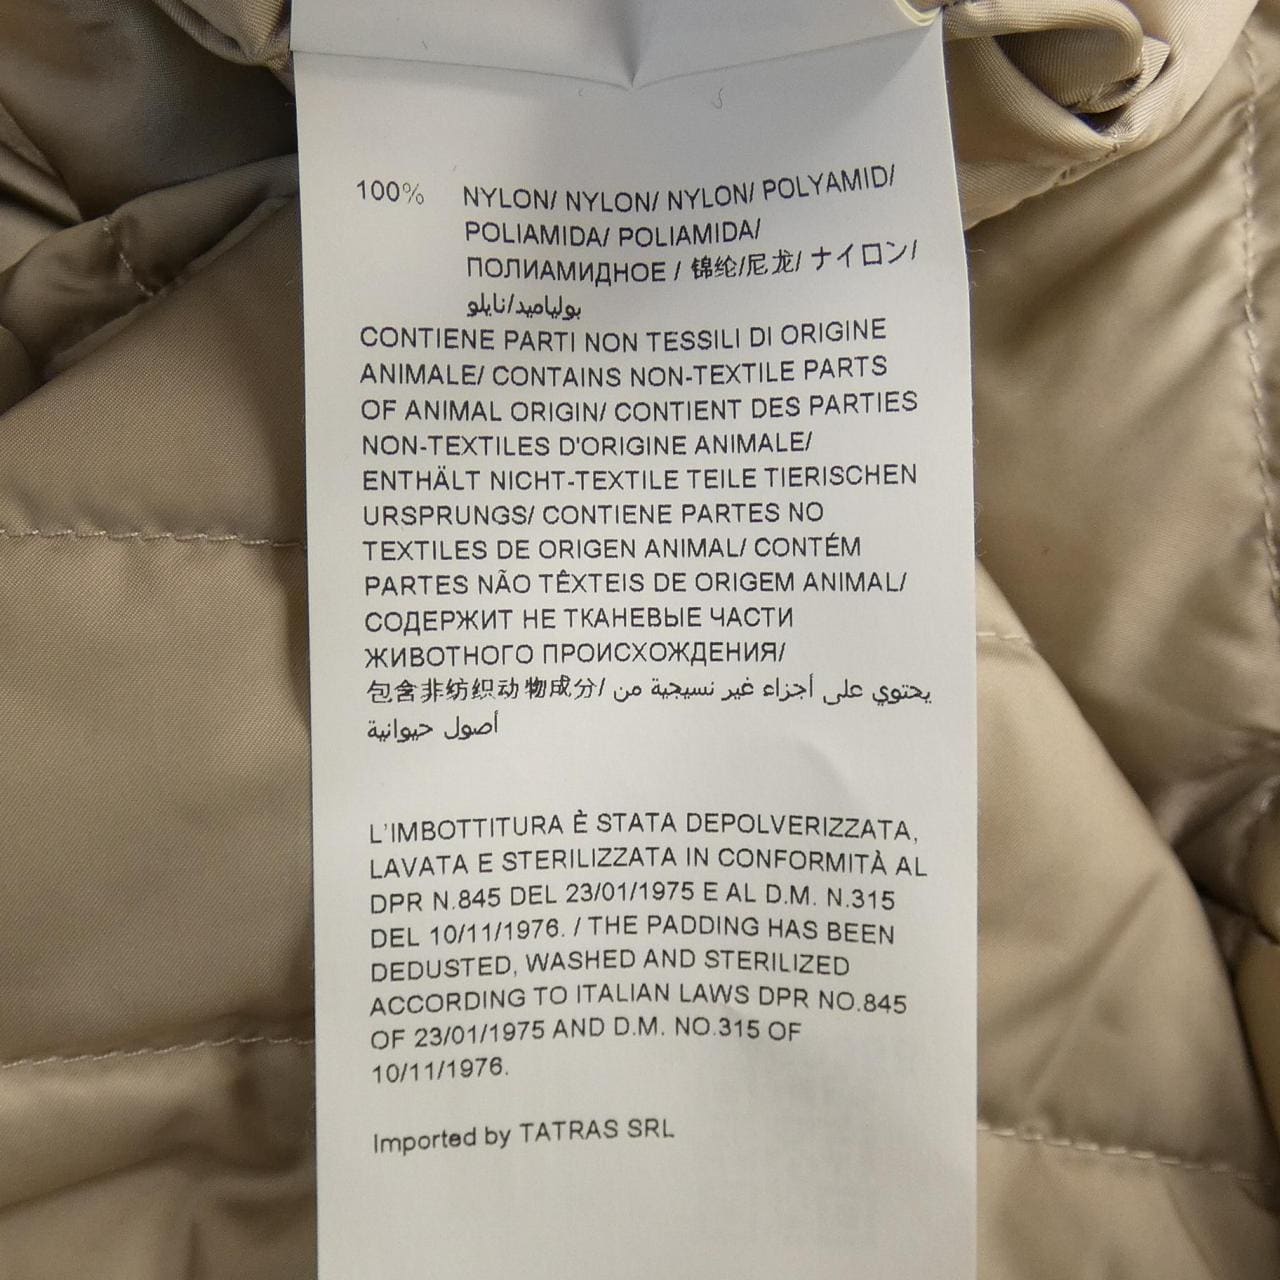 100% NYLON/ NYLON/ NYLON/ POLYAMID/
POLIAMIDA/ POLIAMIDA/
ПОЛИАМИДНОЕ / 锦纶/尼龙/ ナイロン/
بولياميد/نايلو
CONTIENE PARTI NON TESSILI DI ORIGINE
ANIMALE/ CONTAINS NON-TEXTILE PARTS
OF ANIMAL ORIGIN/ CONTIENT DES PARTIES
NON-TEXTILES D'ORIGINE ANIMALE/
ENTHÄLT NICHT-TEXTILE TEILE TIERISCHEN
URSPRUNGS/ CONTIENE PARTES NO
TEXTILES DE ORIGEN ANIMAL/ CONTÉM
PARTES NÃO TÊXTEIS DE ORIGEM ANIMAL/
СОДЕРЖИТ НЕ ТКАНЕВЫЕ ЧАСТИ
ЖИВОТНОГО ПРОИСХОЖДЕНИЯ/
包含非纺织动物成分/ يحتوي على أجزاء غير نسيجية من
أصول حيوانية
L'IMBOTTITURA È STATA DEPOLVERIZZATA,
LAVATA E STERILIZZATA IN CONFORMITÀ AL
DPR N.845 DEL 23/01/1975 E AL D.M. N.315
DEL 10/11/1976. / THE PADDING HAS BEEN
DEDUSTED, WASHED AND STERILIZED
ACCORDING TO ITALIAN LAWS DPR NO.845
OF 23/01/1975 AND D.M. NO.315 OF
10/11/1976.
Imported by TATRAS SRL